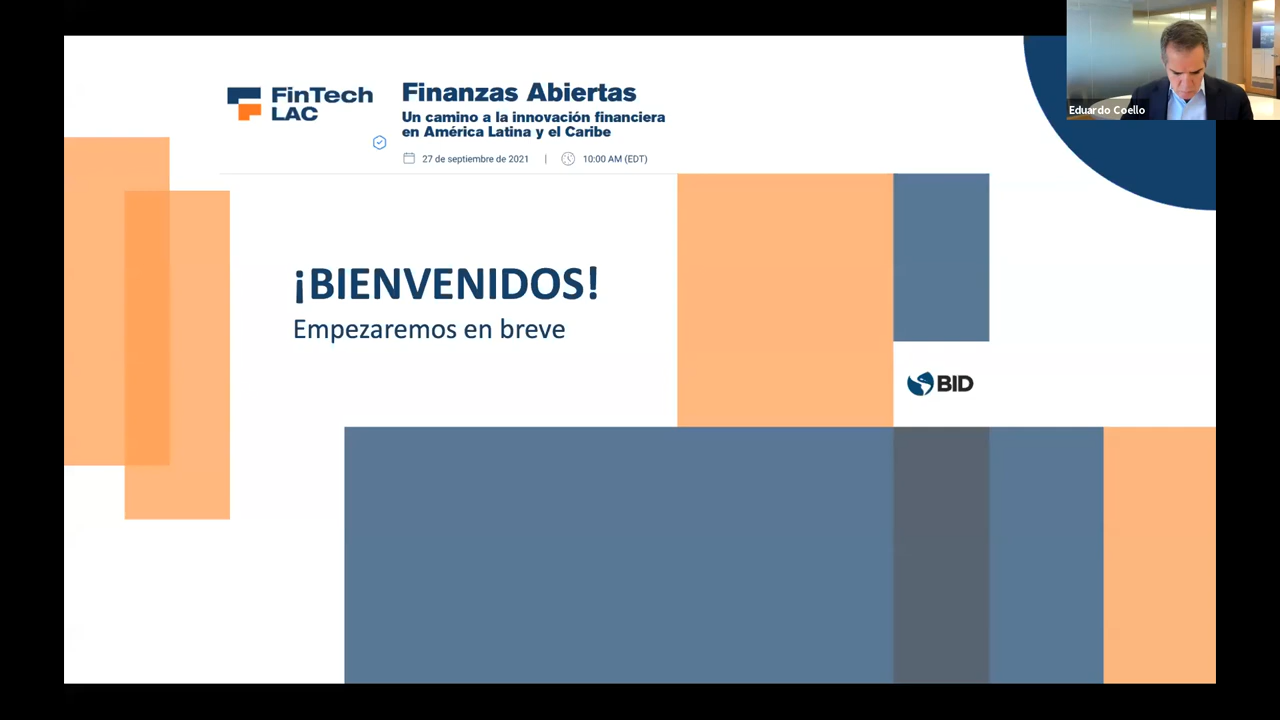 FinTech
LAC
Finanzas Abiertas
Un camino a la innovación financiera
en América Latina y el Caribe
27 de septiembre de 2021 | 10:00 AM (EDT)
Eduardo Coello
¡BIENVENIDOS!
Empezaremos en breve
BID